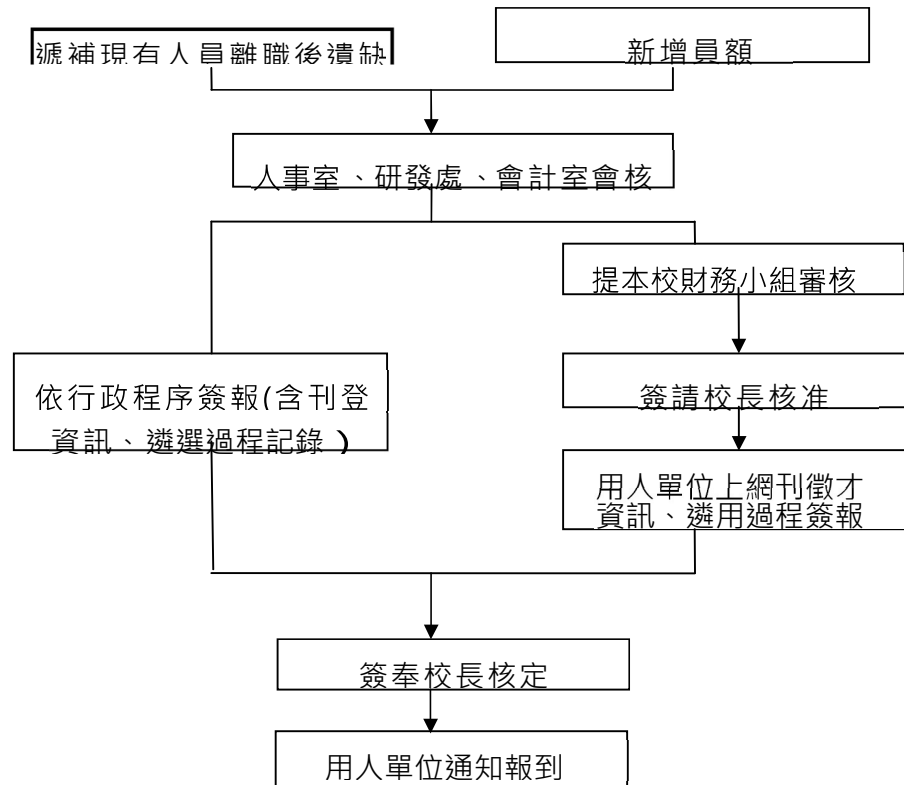 遞補現有人員離職後遺缺
新增員額
人事室、研發處、會計室會核
提本校財務小組審核
依行政程序簽報(含刊登
資訊、遴選過程記錄)
簽請校長核准
用人單位上網刊徵才
資訊、遴用過程簽報
簽奉校長核定
用人單位通知報到